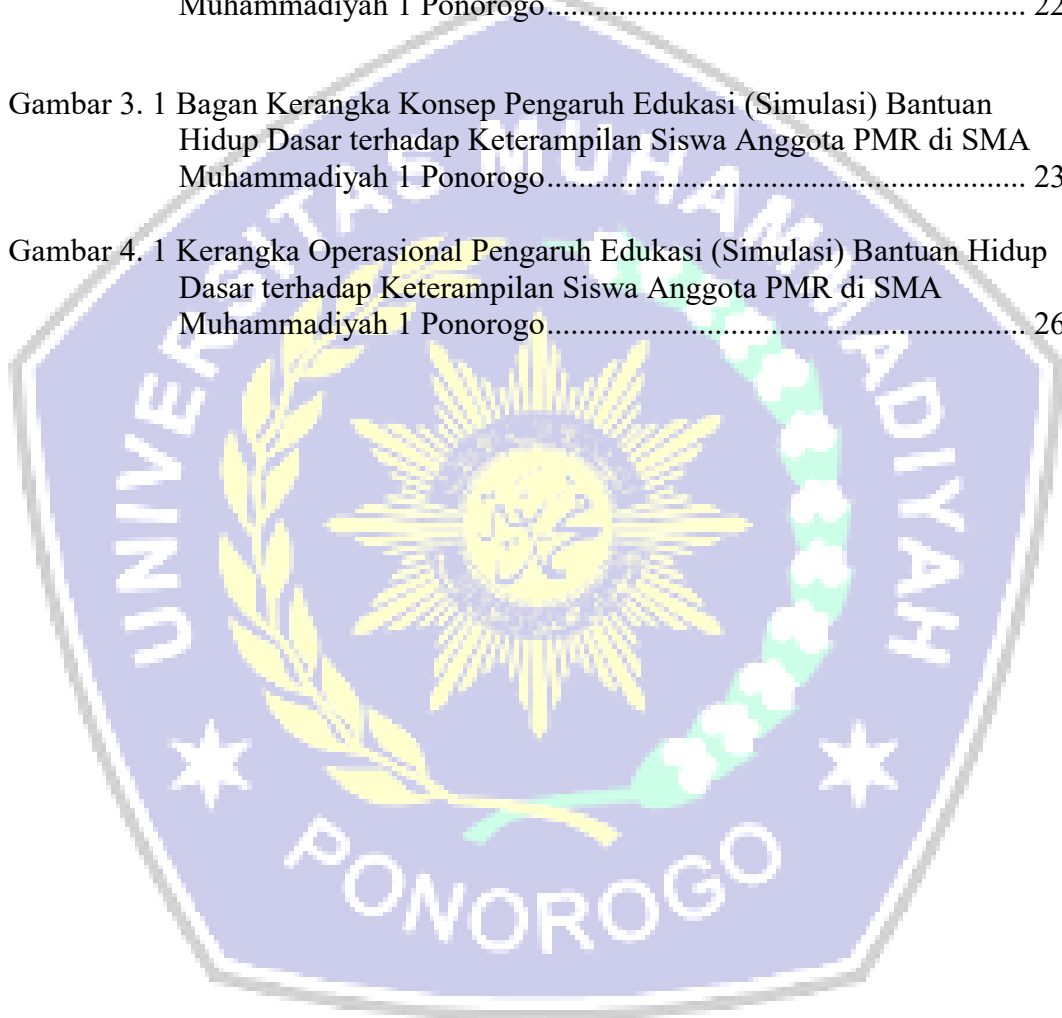 Muhammadiyah 1 Ponorogo............................................................. 22
Gambar 3. 1 Bagan Kerangka Konsep Pengaruh Edukasi (Simulasi) Bantuan
Hidup Dasar terhadap Keterampilan Siswa Anggota PMR di SMA
Muhammadiyah 1 Ponorogo............................................................. 23
Gambar 4. 1 Kerangka Operasional Pengaruh Edukasi (Simulasi) Bantuan Hidup
Dasar terhadap Keterampilan Siswa Anggota PMR di SMA
Muhammadiyah 1 Ponorogo............................................................. 26
UNIVERSITAS MUHAMMADIYAH
PONOROGO